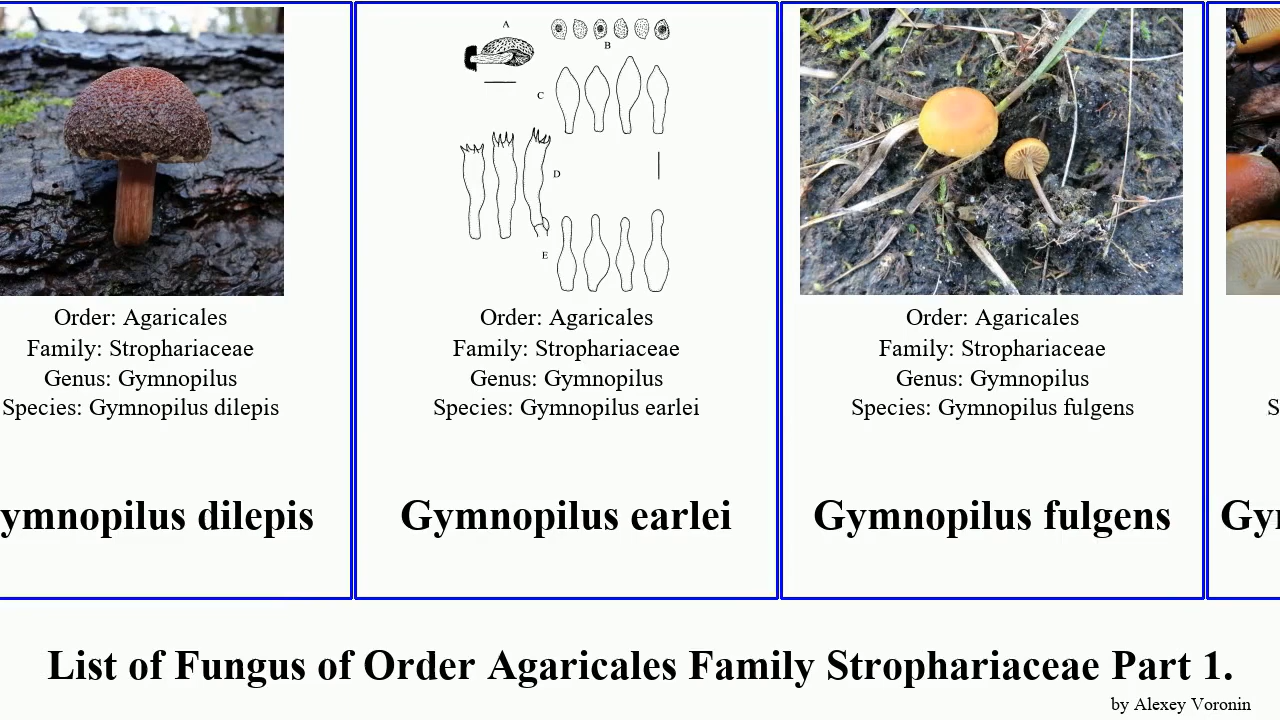 A
B
C
D
E
Order: Agaricales
Family: Strophariaceae
Genus: Gymnopilus
Species: Gymnopilus dilepis
ymnopilus dilepis
Order: Agaricales
Family: Strophariaceae
Genus: Gymnopilus
Species: Gymnopilus earlei
Gymnopilus earlei
Order: Agaricales
Family: Strophariaceae
Genus: Gymnopilus
Species: Gymnopilus fulgens
Gymnopilus fulgens
S
Gy
List of Fungus of Order Agaricales Family Strophariaceae Part 1.
by Alexey Voronin